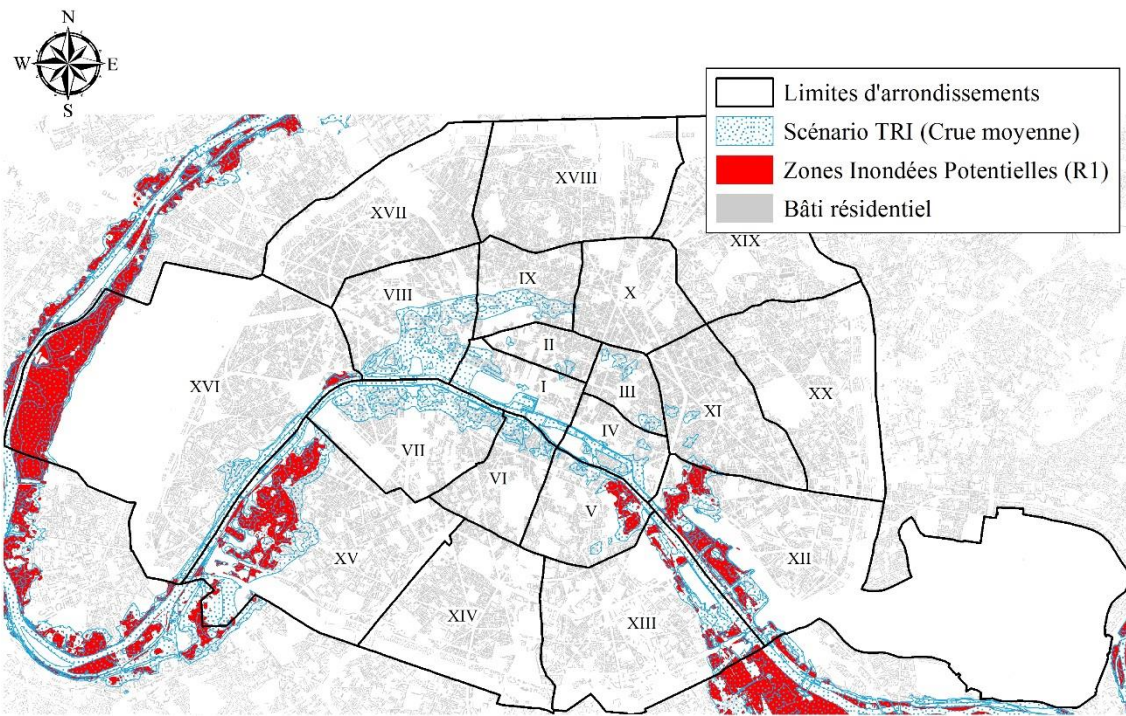 N
W E
S
Limites d'arrondissements
Scénario TRI (Crue moyenne)
Zones Inondées Potentielles (R1)
Bâti résidentiel
XVIII
XVII
XIX
IX
VIII
X
II
XVI
I
III
XI
XX
IV
VII
VI
V
XV
XII
XIV
XIII